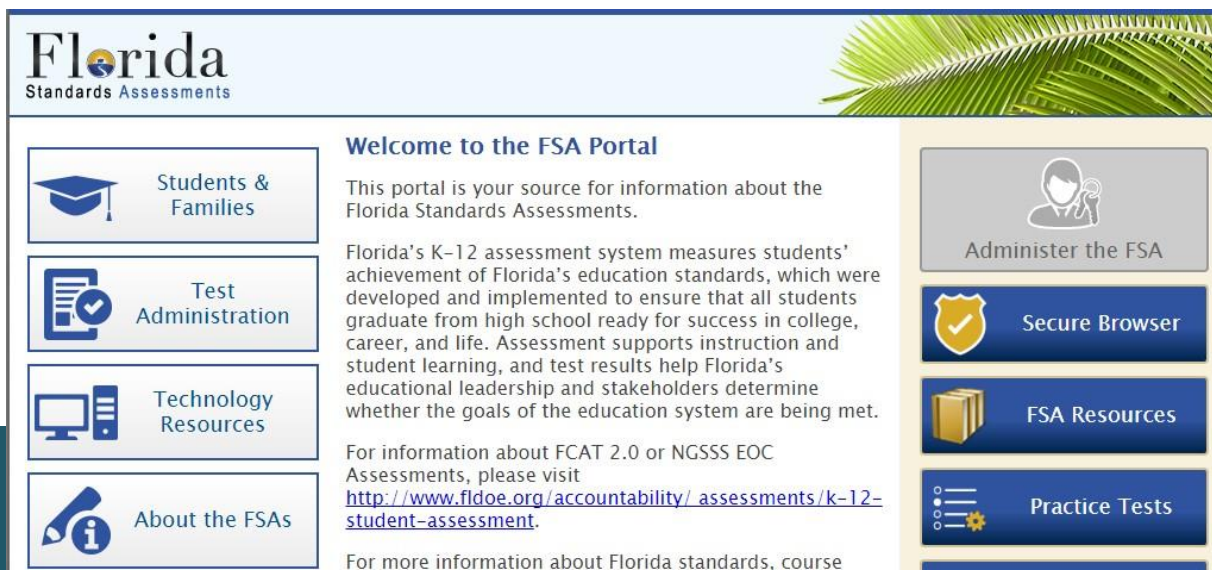 Florida
Standards Assessments
Students &
Families
Test
Administration
Technology
Resources
About the FSAs
Welcome to the FSA Portal
This portal is your source for information about the
Florida Standards Assessments.
Florida's K-12 assessment system measures students'
achievement of Florida's education standards, which were
developed and implemented to ensure that all students
graduate from high school ready for success in college,
career, and life. Assessment supports instruction and
student learning, and test results help Florida's
educational leadership and stakeholders determine
whether the goals of the education system are being met.
For information about FCAT 2.0 or NGSSS EOC
Assessments, please visit
http://www.fldoe.org/accountability/ assessments/k-12-
student-assessment.
For more information about Florida standards, course
Administer the FSA
Secure Browser
FSA Resources
Practice Tests